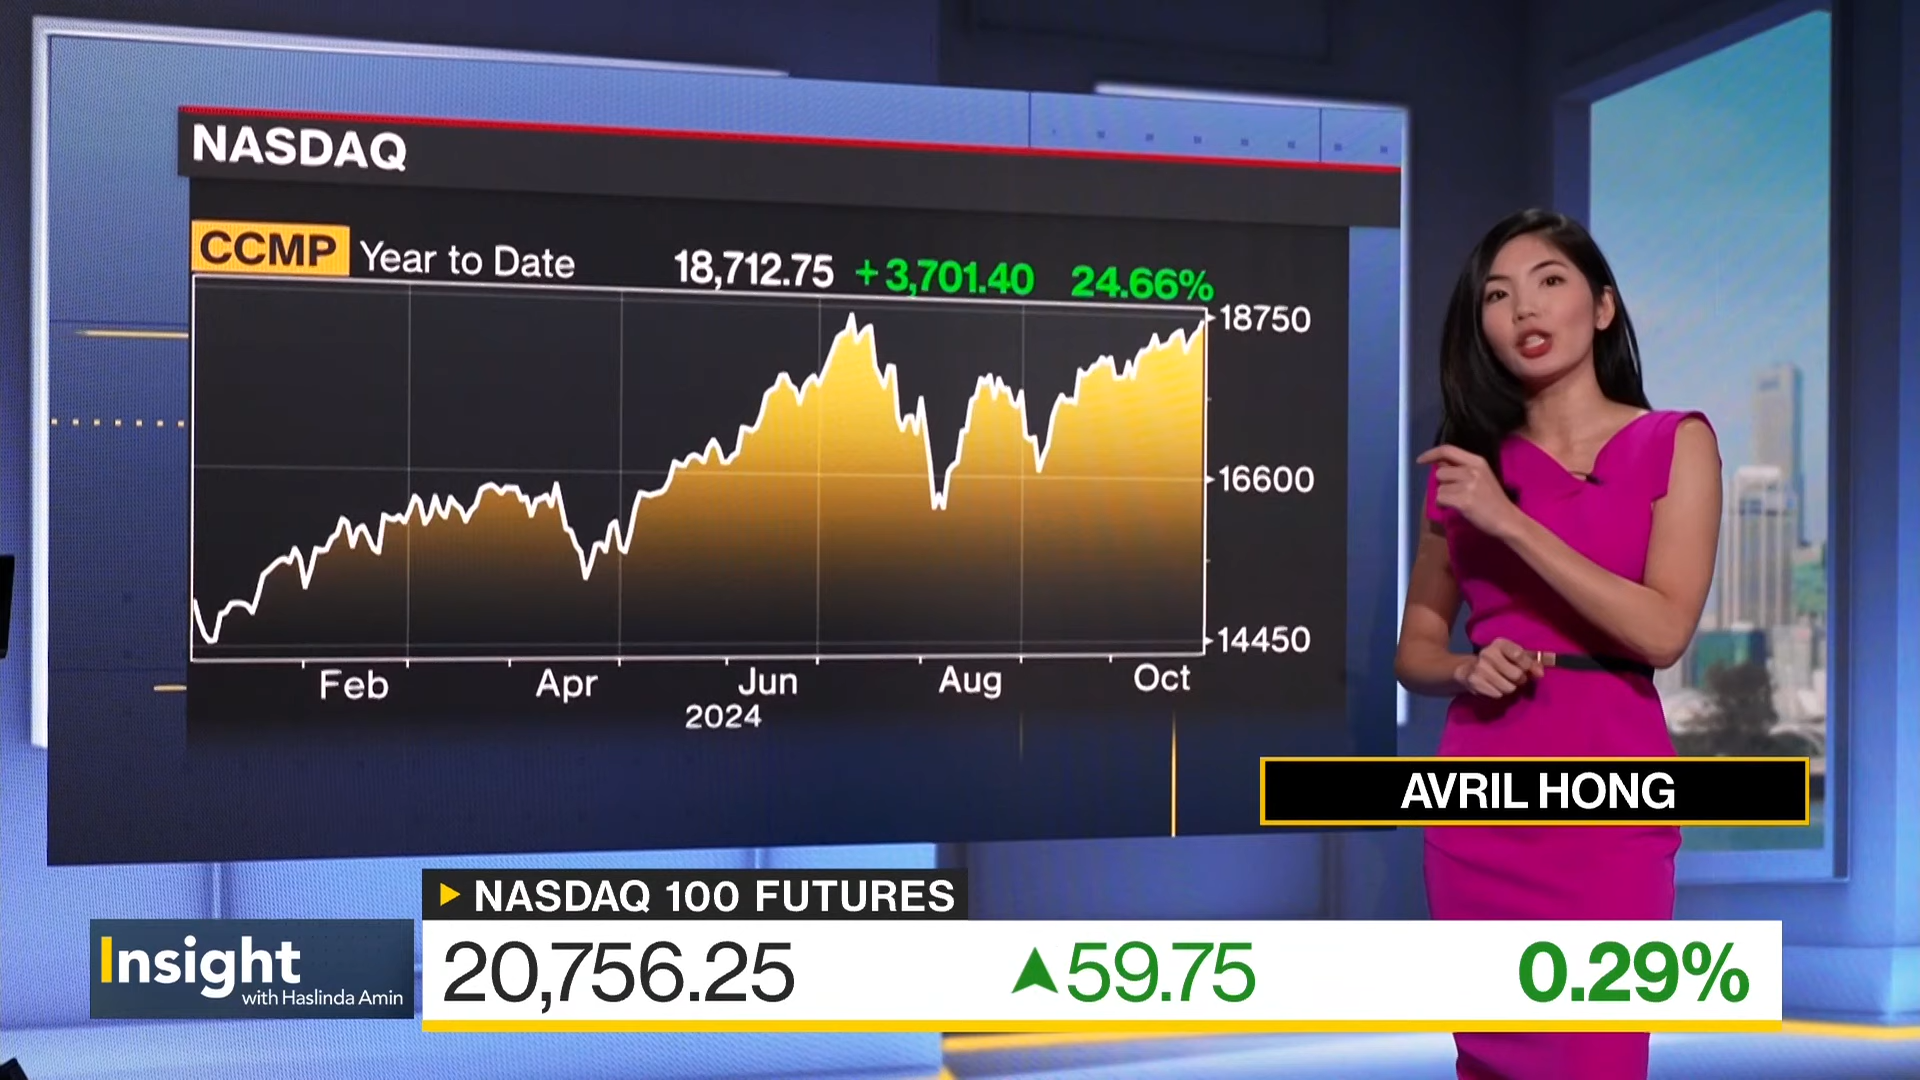 NASDAQ
CCMP Year to Date 18,712.75 +3,701.40 24.66%
18750
16600
14450
Feb Apr Jun Aug Oct
2024
AVRIL HONG
NASDAQ 100 FUTURES
Insight
with Haslinda Amin
20,756.25 ▲59.75 0.29%